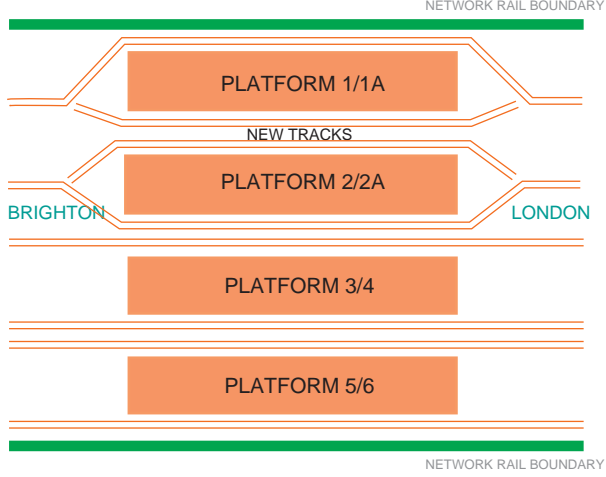 NETWORK RAIL BOUNDARY
PLATFORM 1/1A
NEW TRACKS
PLATFORM 2/2A
BRIGHTON
LONDON
PLATFORM 3/4
PLATFORM 5/6
NETWORK RAIL BOUNDARY